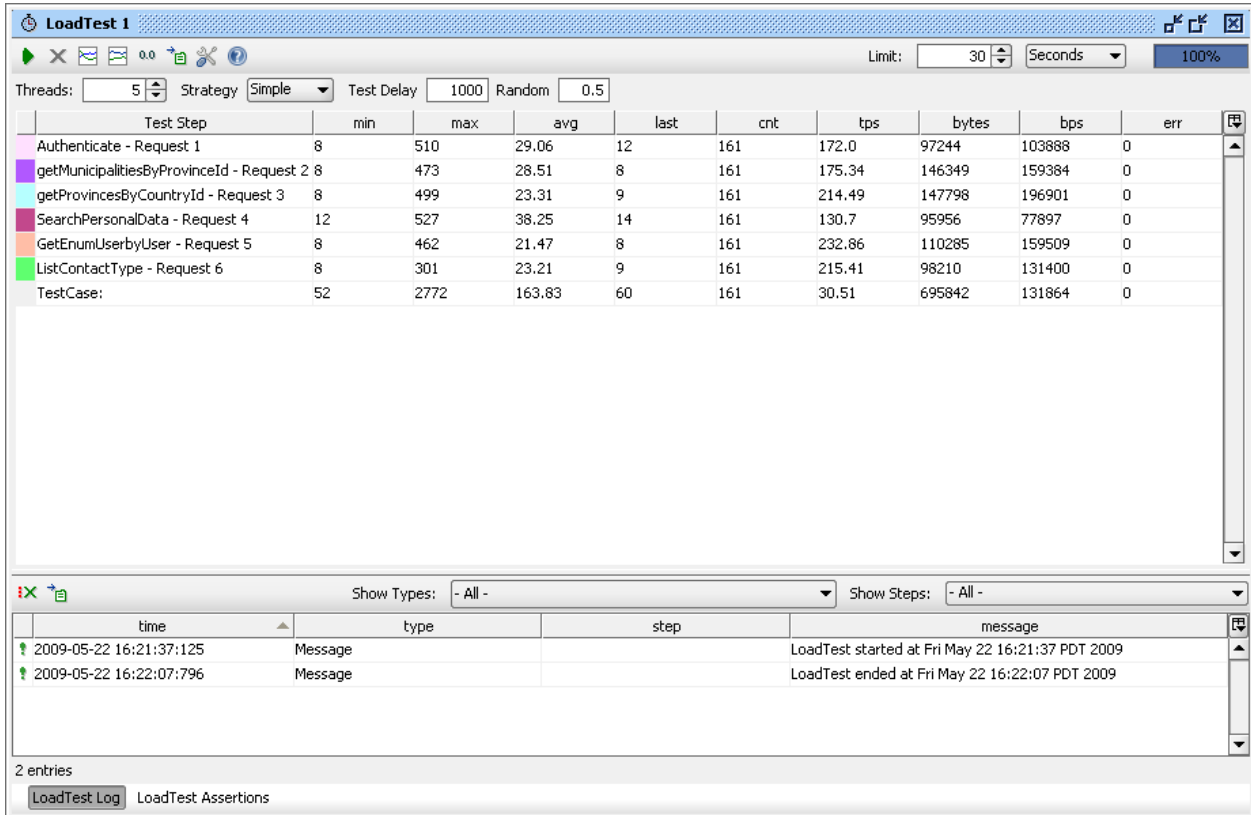 LoadTest 1
0.0 Limit: 30 Seconds 100%
Threads: 5 Strategy Simple Test Delay 1000 Random 0.5
Test Step min max avg last cnt tps bytes bps err
Authenticate - Request 1 8 510 29.06 12 161 172.0 97244 103888 0
getMunicipalitiesByProvinceId - Request 2 8 473 28.51 8 161 175.34 146349 159384 0
getProvincesByCountryId - Request 3 8 499 23.31 9 161 214.49 147798 196901 0
SearchPersonalData - Request 4 12 527 38.25 14 161 130.7 95956 77897 0
GetEnumUserbyUser - Request 5 8 462 21.47 8 161 232.86 110285 159509 0
ListContactType - Request 6 8 301 23.21 9 161 215.41 98210 131400 0
TestCase: 52 2772 163.83 60 161 30.51 695842 131864 0
Show Types: - All - Show Steps: - All -
time type step message
2009-05-22 16:21:37:125 Message LoadTest started at Fri May 22 16:21:37 PDT 2009
2009-05-22 16:22:07:796 Message LoadTest ended at Fri May 22 16:22:07 PDT 2009
2 entries
LoadTest Log LoadTest Assertions